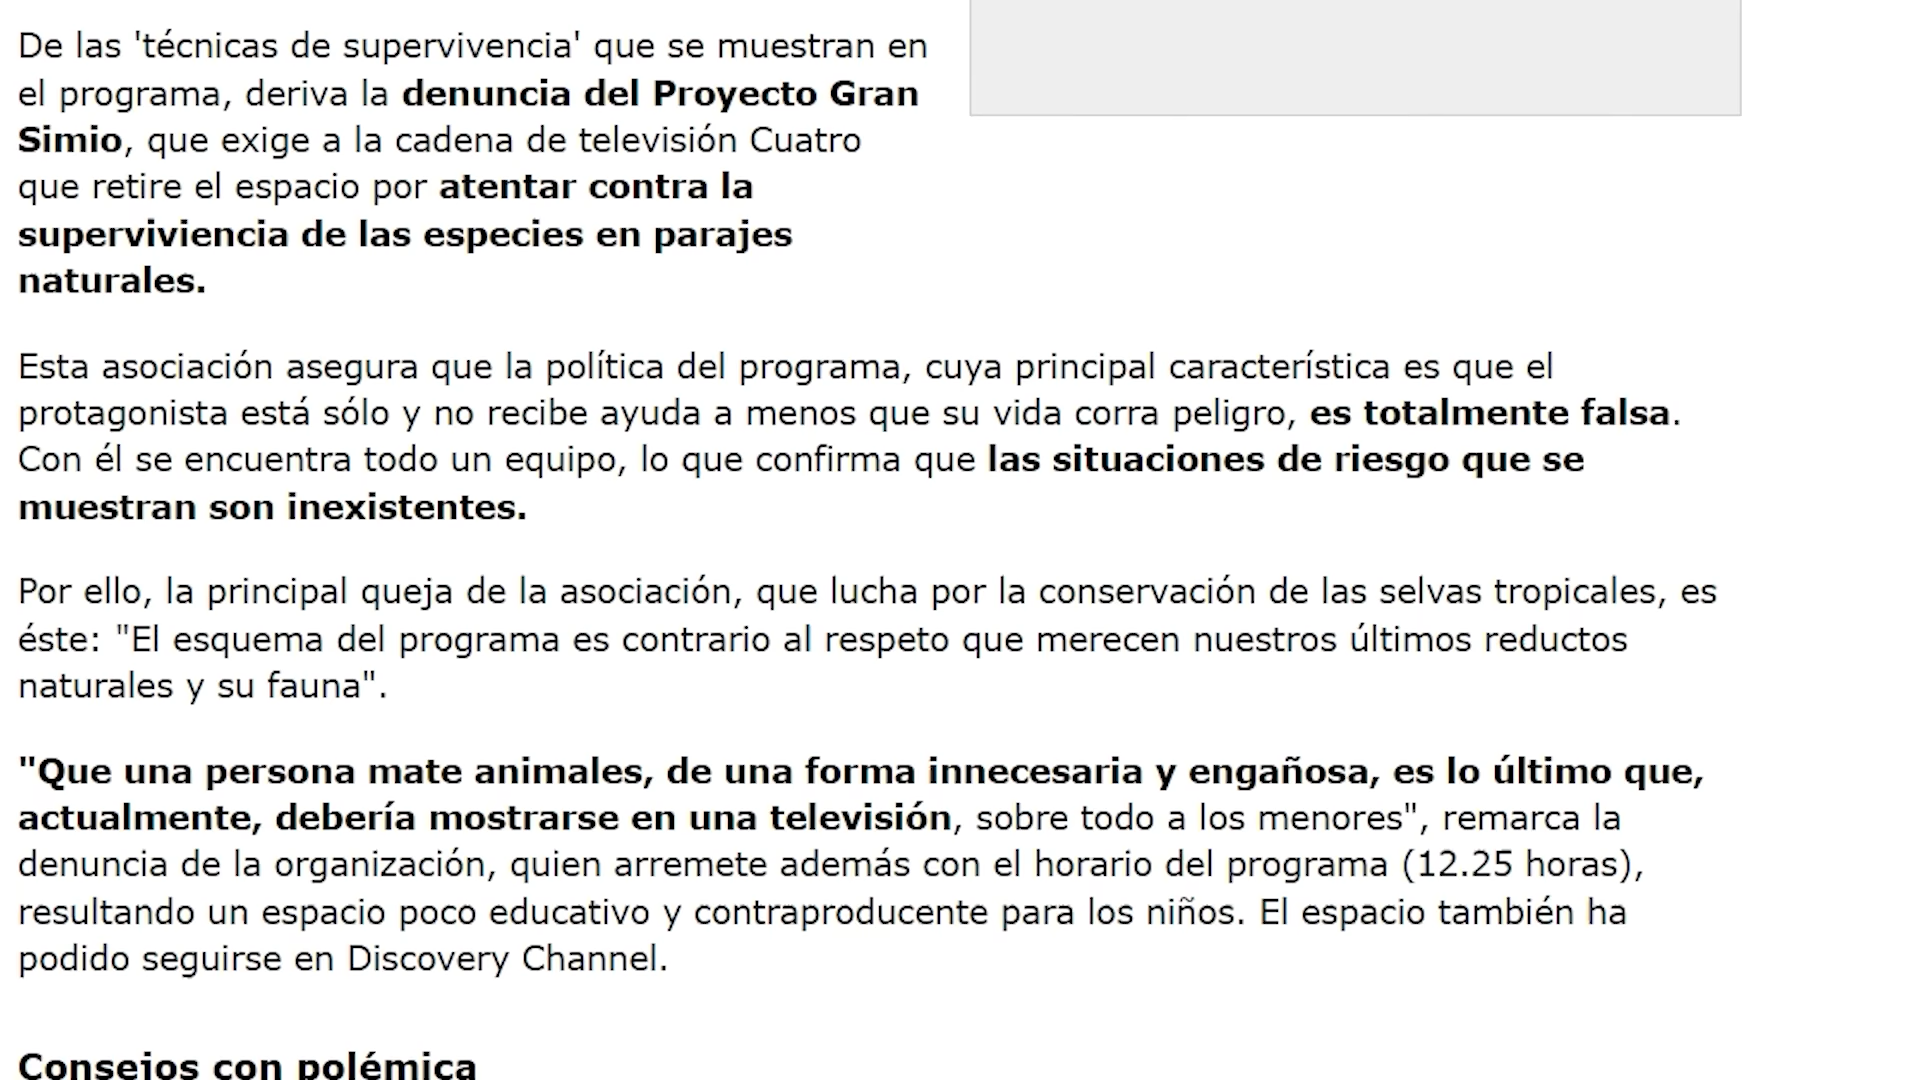 De las 'técnicas de supervivencia' que se muestran en
el programa, deriva la denuncia del Proyecto Gran
Simio, que exige a la cadena de televisión Cuatro
que retire el espacio por atentar contra la
superviviencia de las especies en parajes
naturales.
Esta asociación asegura que la política del programa, cuya principal característica es que el
protagonista está sólo y no recibe ayuda a menos que su vida corra peligro, es totalmente falsa.
Con él se encuentra todo un equipo, lo que confirma que las situaciones de riesgo que se
muestran son inexistentes.
Por ello, la principal queja de la asociación, que lucha por la conservación de las selvas tropicales, es
éste: "El esquema del programa es contrario al respeto que merecen nuestros últimos reductos
naturales y su fauna".
"Que una persona mate animales, de una forma innecesaria y engañosa, es lo último que,
actualmente, debería mostrarse en una televisión, sobre todo a los menores", remarca la
denuncia de la organización, quien arremete además con el horario del programa (12.25 horas),
resultando un espacio poco educativo y contraproducente para los niños. El espacio también ha
podido seguirse en Discovery Channel.
Consejos con polémica